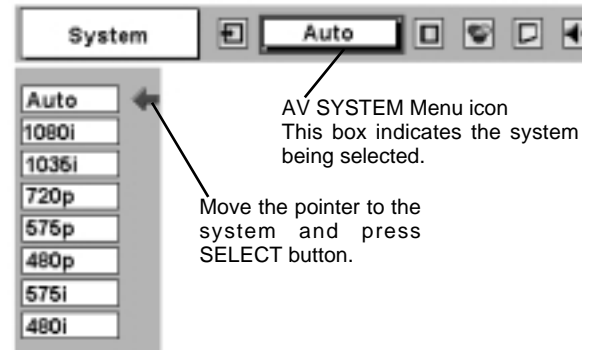 System
Auto
AV SYSTEM Menu icon
This box indicates the system
being selected.
Auto
1080i
1035i
720p
575p
480p
575i
480i
Move the pointer to the
system and press
SELECT button.